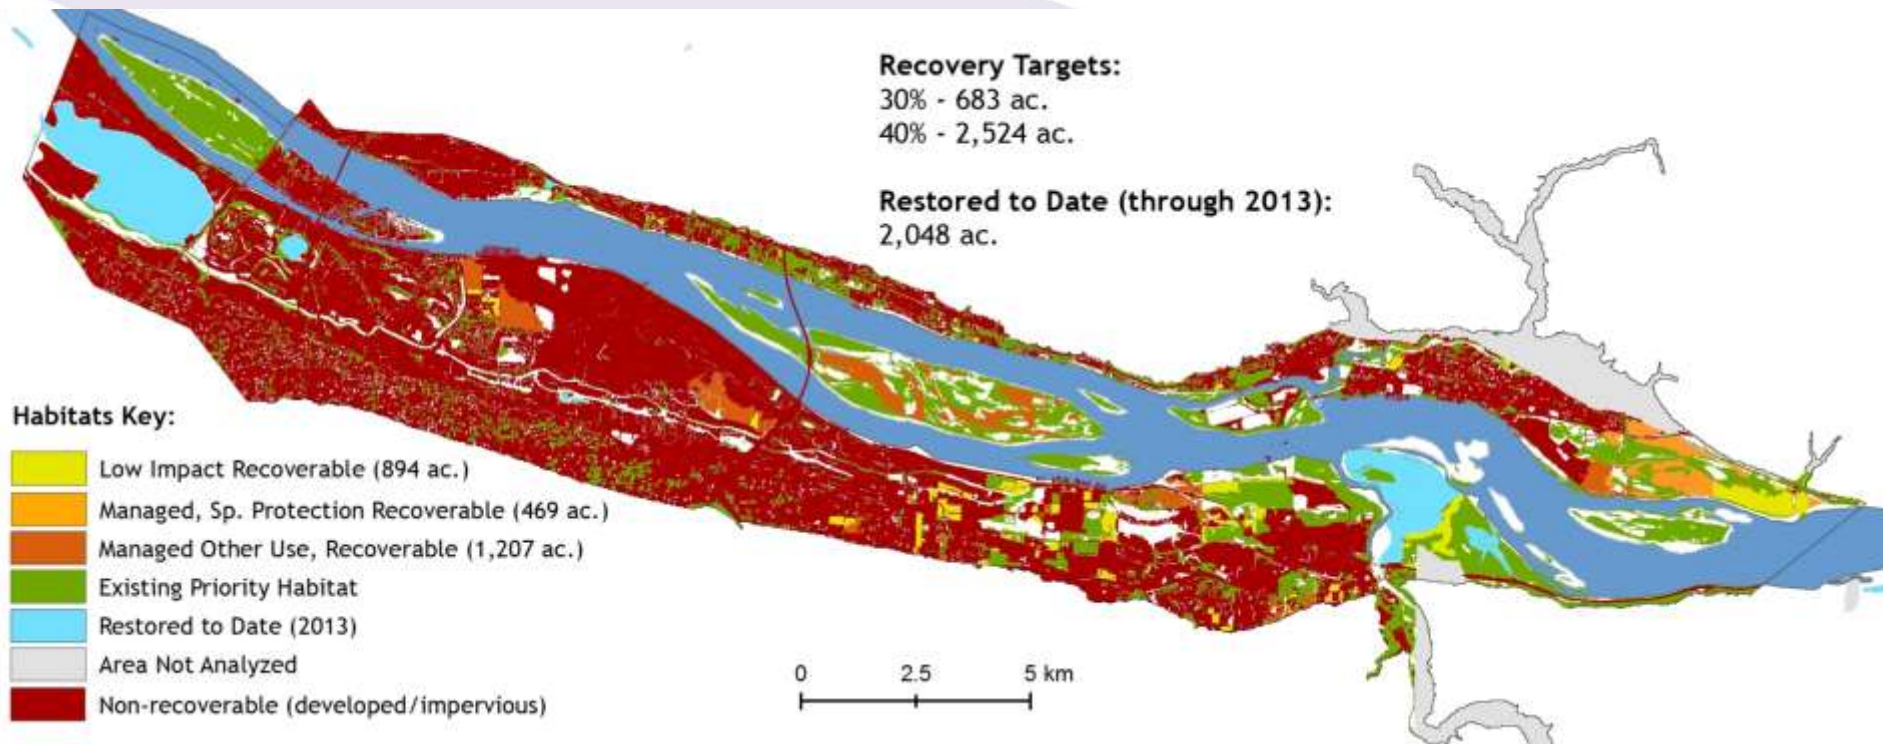 Recovery Targets:
30% - 683 ac.
40% - 2,524 ac.
Restored to Date (through 2013):
2,048 ac.
Habitats Key:
Low Impact Recoverable (894 ac.)
Managed, Sp. Protection Recoverable (469 ac.)
Managed Other Use, Recoverable (1,207 ac.)
Existing Priority Habitat
Restored to Date (2013)
Area Not Analyzed
Non-recoverable (developed/impervious)
0 2.5 5 km